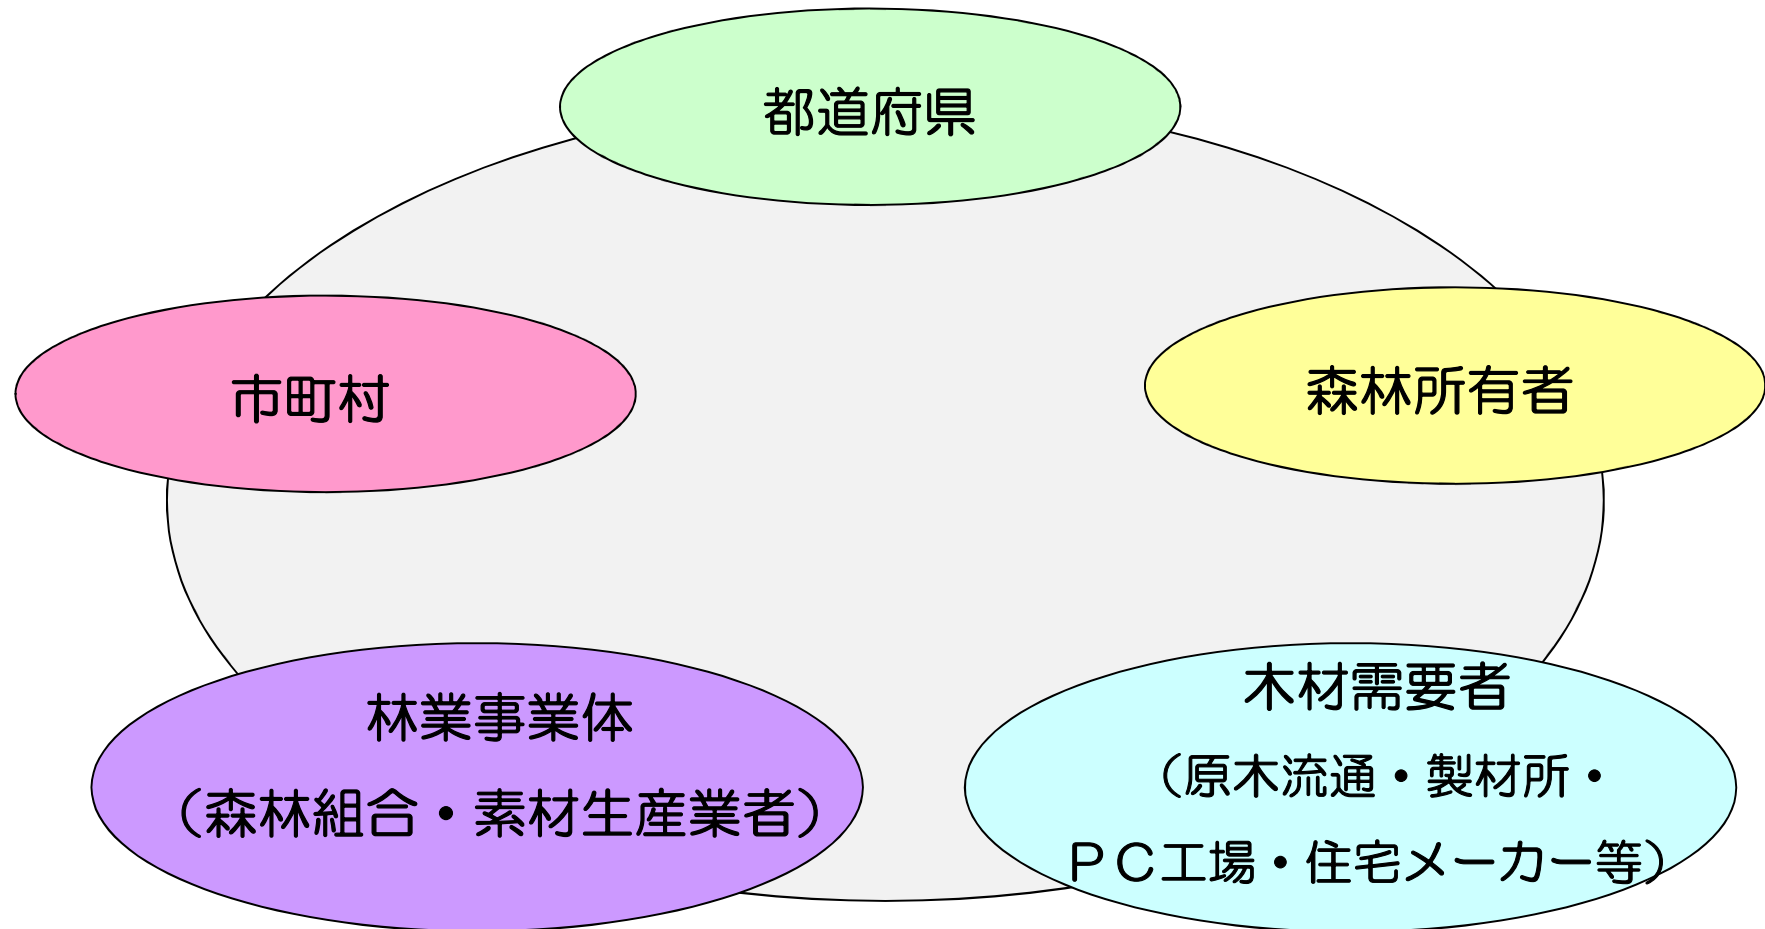 都道府県
市町村
森林所有者
林業事業体
（森林組合・素材生産業者）
木材需要者
（原木流通・製材所・
ＰＣ工場・住宅メーカー等）